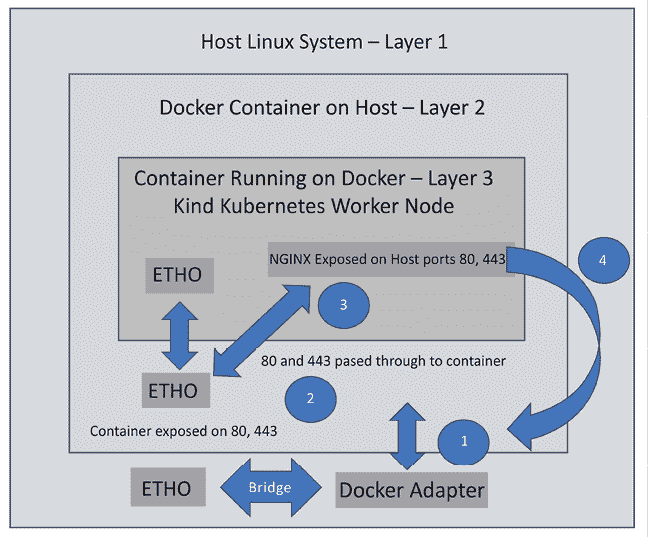 Host Linux System – Layer 1
Docker Container on Host – Layer 2
Container Running on Docker – Layer 3
Kind Kubernetes Worker Node
NGINX Exposed on Host ports 80, 443
4
ETHO
3
80 and 443 pased through to container
ETHO
2
Container exposed on 80, 443
1
ETHO
Bridge
Docker Adapter